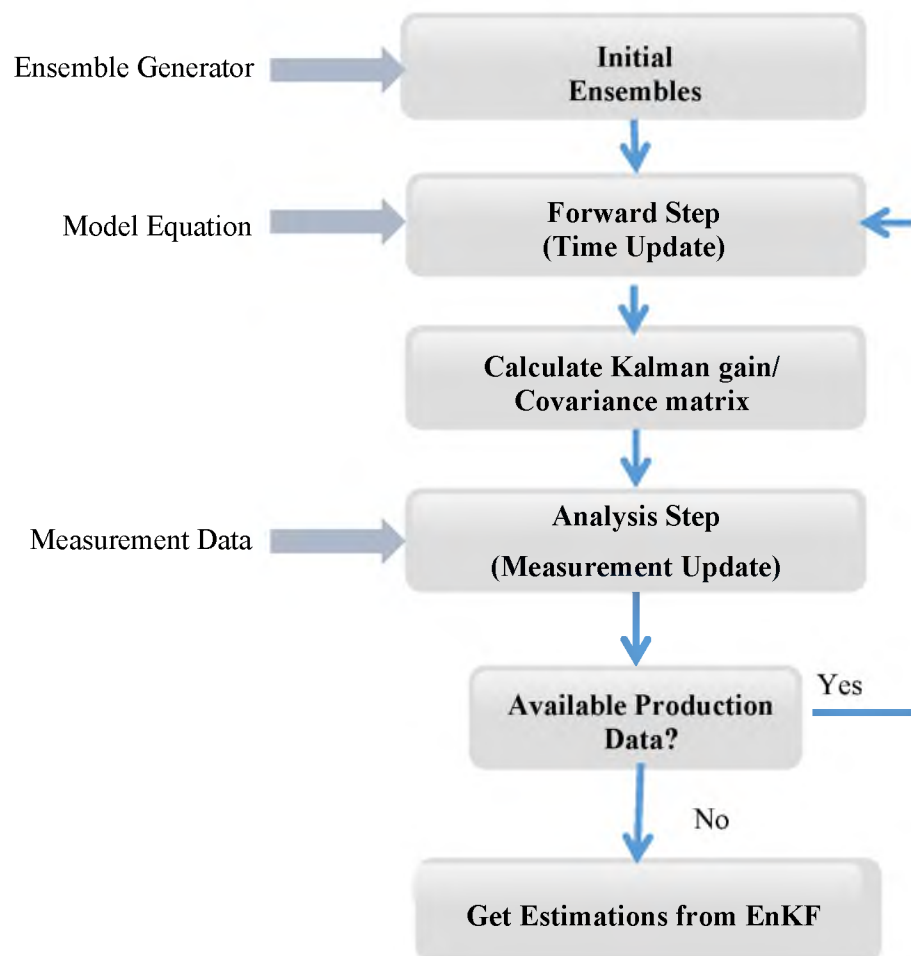 Ensemble Generator
Initial
Ensembles
Model Equation
Forward Step
(Time Update)
Calculate Kalman gain/
Covariance matrix
Measurement Data
Analysis Step
(Measurement Update)
Available Production
Data?
Yes
No
Get Estimations from EnKF